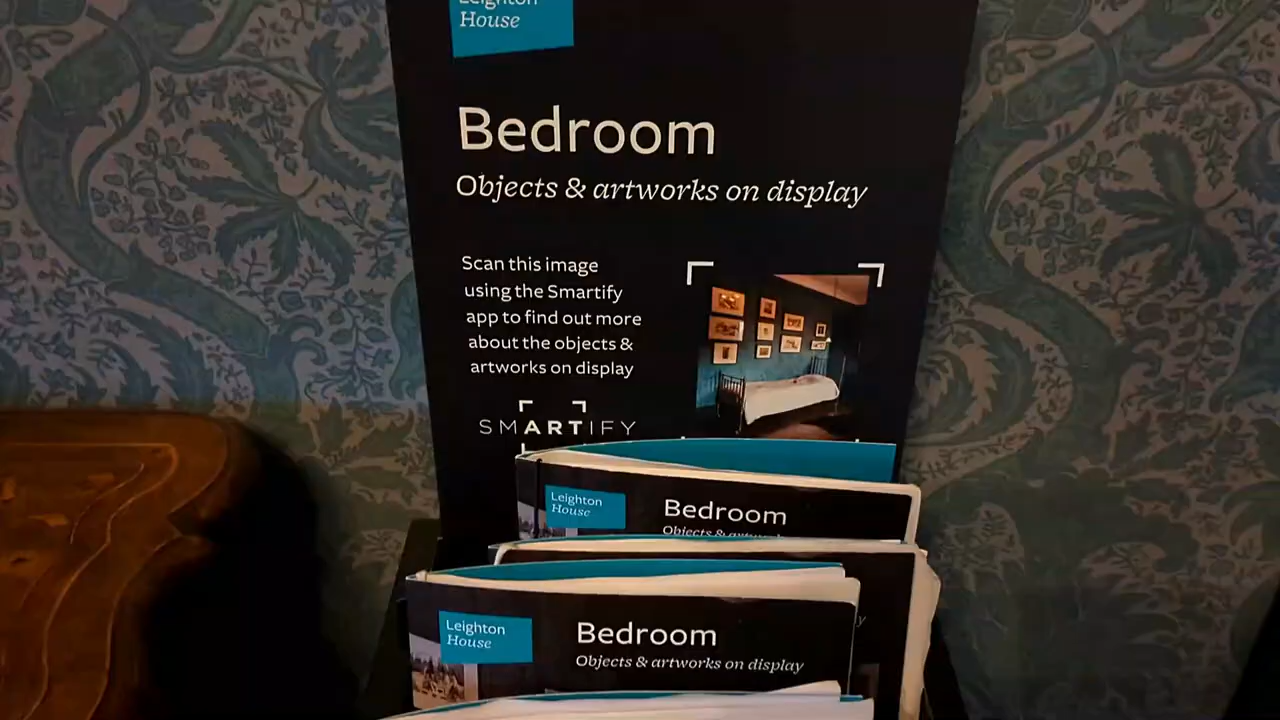 Leighton
House
Bedroom
Objects & artworks on display
Scan this image
using the Smartify
app to find out more
about the objects &
artworks on display
SMARTIFY
Leighton
House
Bedroom
Objects &
Leighton
House
Bedroom
Objects & artworks on display